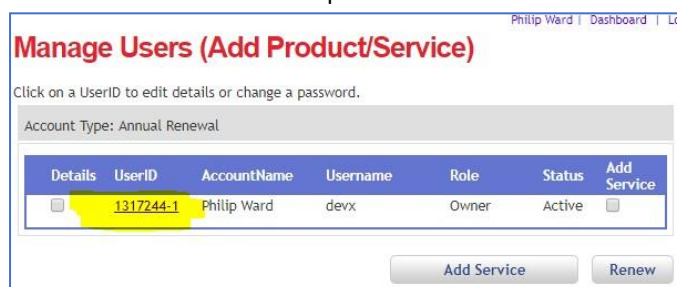 Philip Ward | Dashboard |
Manage Users (Add Product/Service)
Click on a UserID to edit details or change a password.
Account Type: Annual Renewal
Details UserID AccountName Username Role Status Add Service
1317244-1 Philip Ward devx Owner Active
Add Service Renew